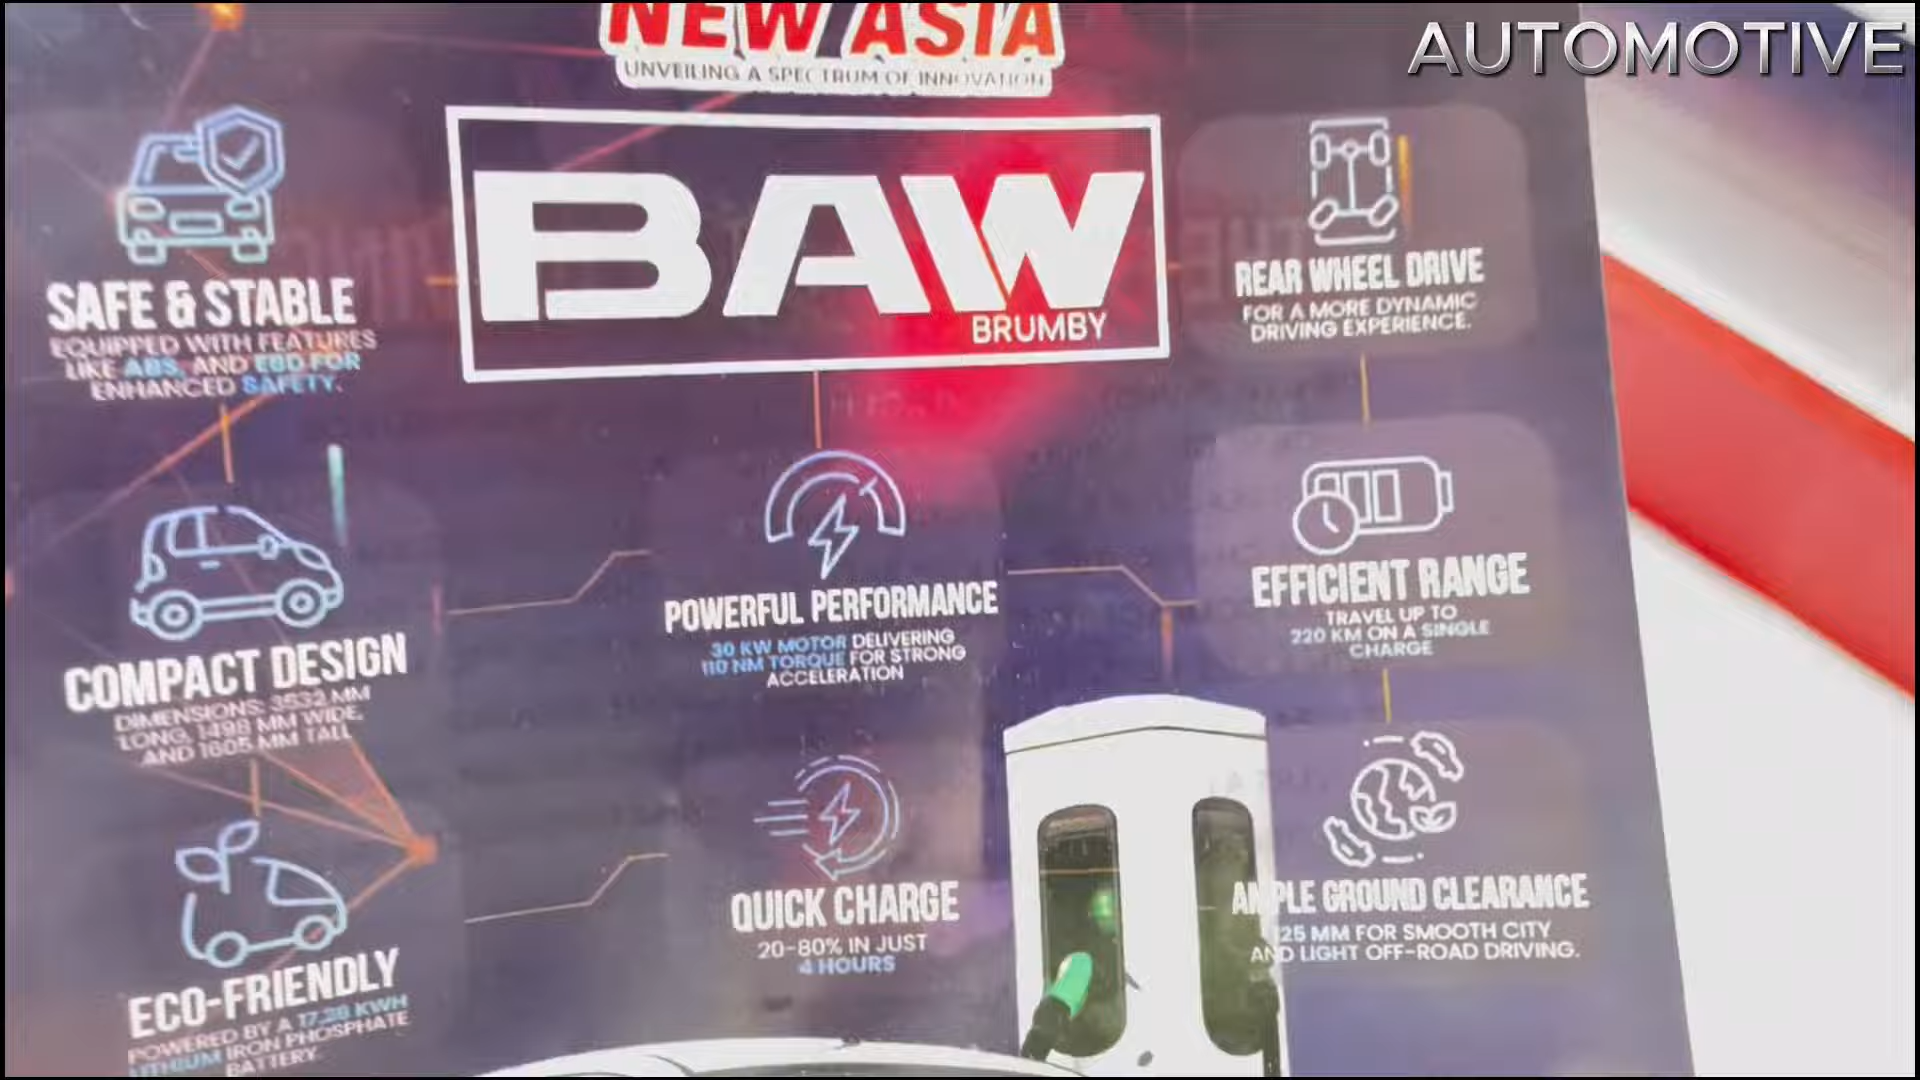 AUTOMOTIVE
NEW ASIA
UNVEILING A SPECTRUM OF INNOVATION
BAW
BRUMBY
SAFE & STABLE
EQUIPPED WITH FEATURES
LIKE ABS, AND EBD FOR
ENHANCED SAFETY.
REAR WHEEL DRIVE
FOR A MORE DYNAMIC
DRIVING EXPERIENCE.
COMPACT DESIGN
DIMENSIONS: 3532 MM
LONG, 1498 MM WIDE,
AND 1605 MM TALL
POWERFUL PERFORMANCE
30 KW MOTOR DELIVERING
110 NM TORQUE FOR STRONG
ACCELERATION
EFFICIENT RANGE
TRAVEL UP TO
220 KM ON A SINGLE
CHARGE
ECO-FRIENDLY
POWERED BY A 17.28 KWH
LITHIUM IRON PHOSPHATE
BATTERY
QUICK CHARGE
20-80% IN JUST
4 HOURS
AMPLE GROUND CLEARANCE
125 MM FOR SMOOTH CITY
AND LIGHT OFF-ROAD DRIVING.